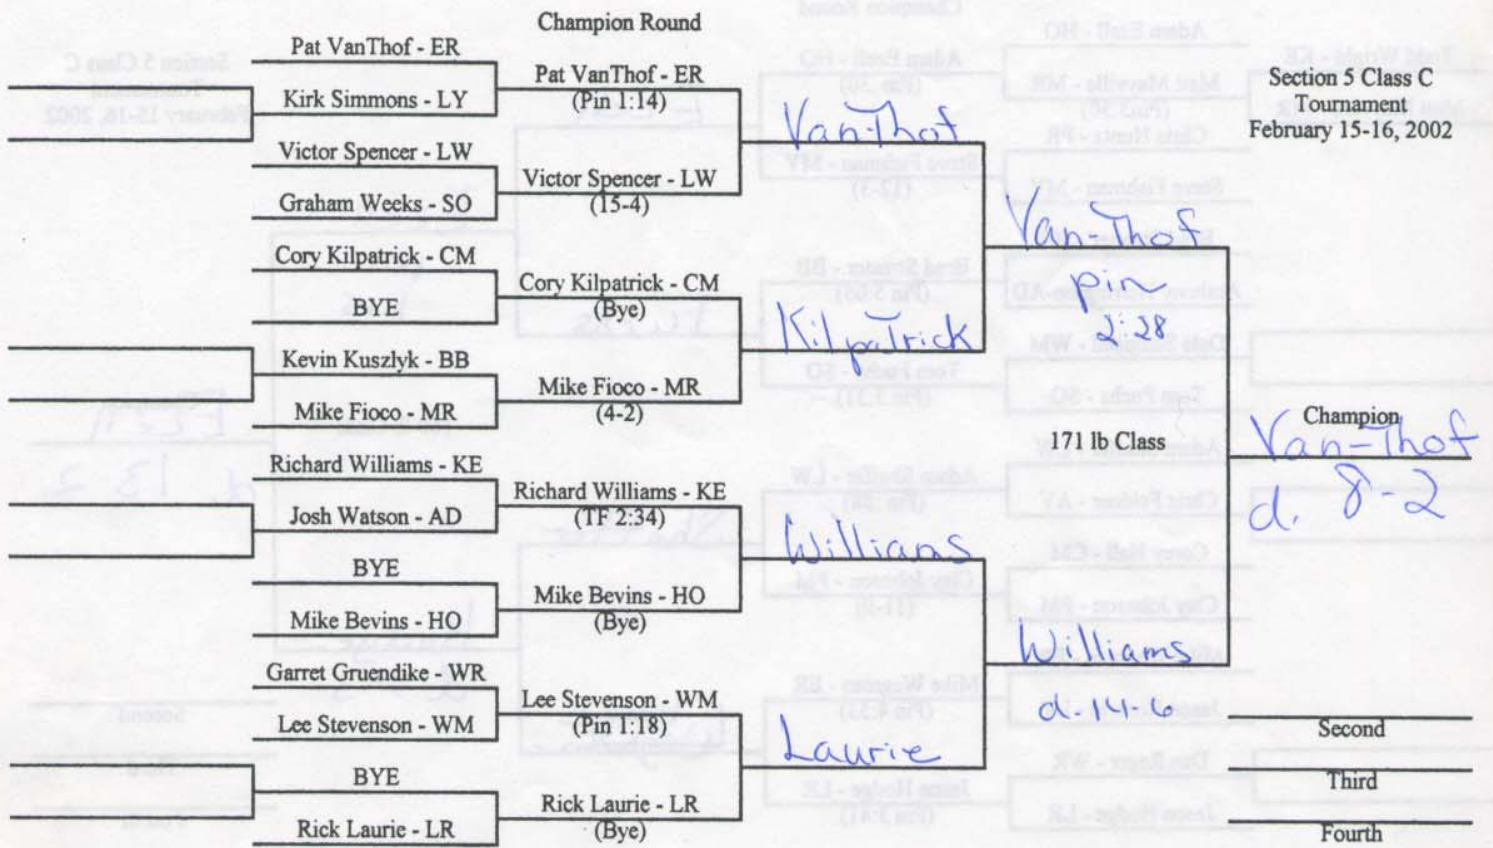 Champion Round
Section 5 Class C
Tournament
February 15-16, 2002
Pat VanThof - ER
Kirk Simmons - LY
Victor Spencer - LW
Graham Weeks - SO
Cory Kilpatrick - CM
BYE
Kevin Kuszlyk - BB
Mike Fioco - MR
Richard Williams - KE
Josh Watson - AD
BYE
Mike Bevins - HO
Garret Gruendike - WR
Lee Stevenson - WM
BYE
Rick Laurie - LR
Pat VanThof - ER
(Pin 1:14)
Victor Spencer - LW
(15-4)
Cory Kilpatrick - CM
(Bye)
Mike Fioco - MR
(4-2)
Richard Williams - KE
(TF 2:34)
Mike Bevins - HO
(Bye)
Lee Stevenson - WM
(Pin 1:18)
Rick Laurie - LR
(Bye)
Van-Thof
Kilpatrick
Williams
Laurie
Van-Thof
pin
2:28
171 lb Class
Williams
d. 14-6
Champion
Van-Thof
d. 8-2
Second
Third
Fourth